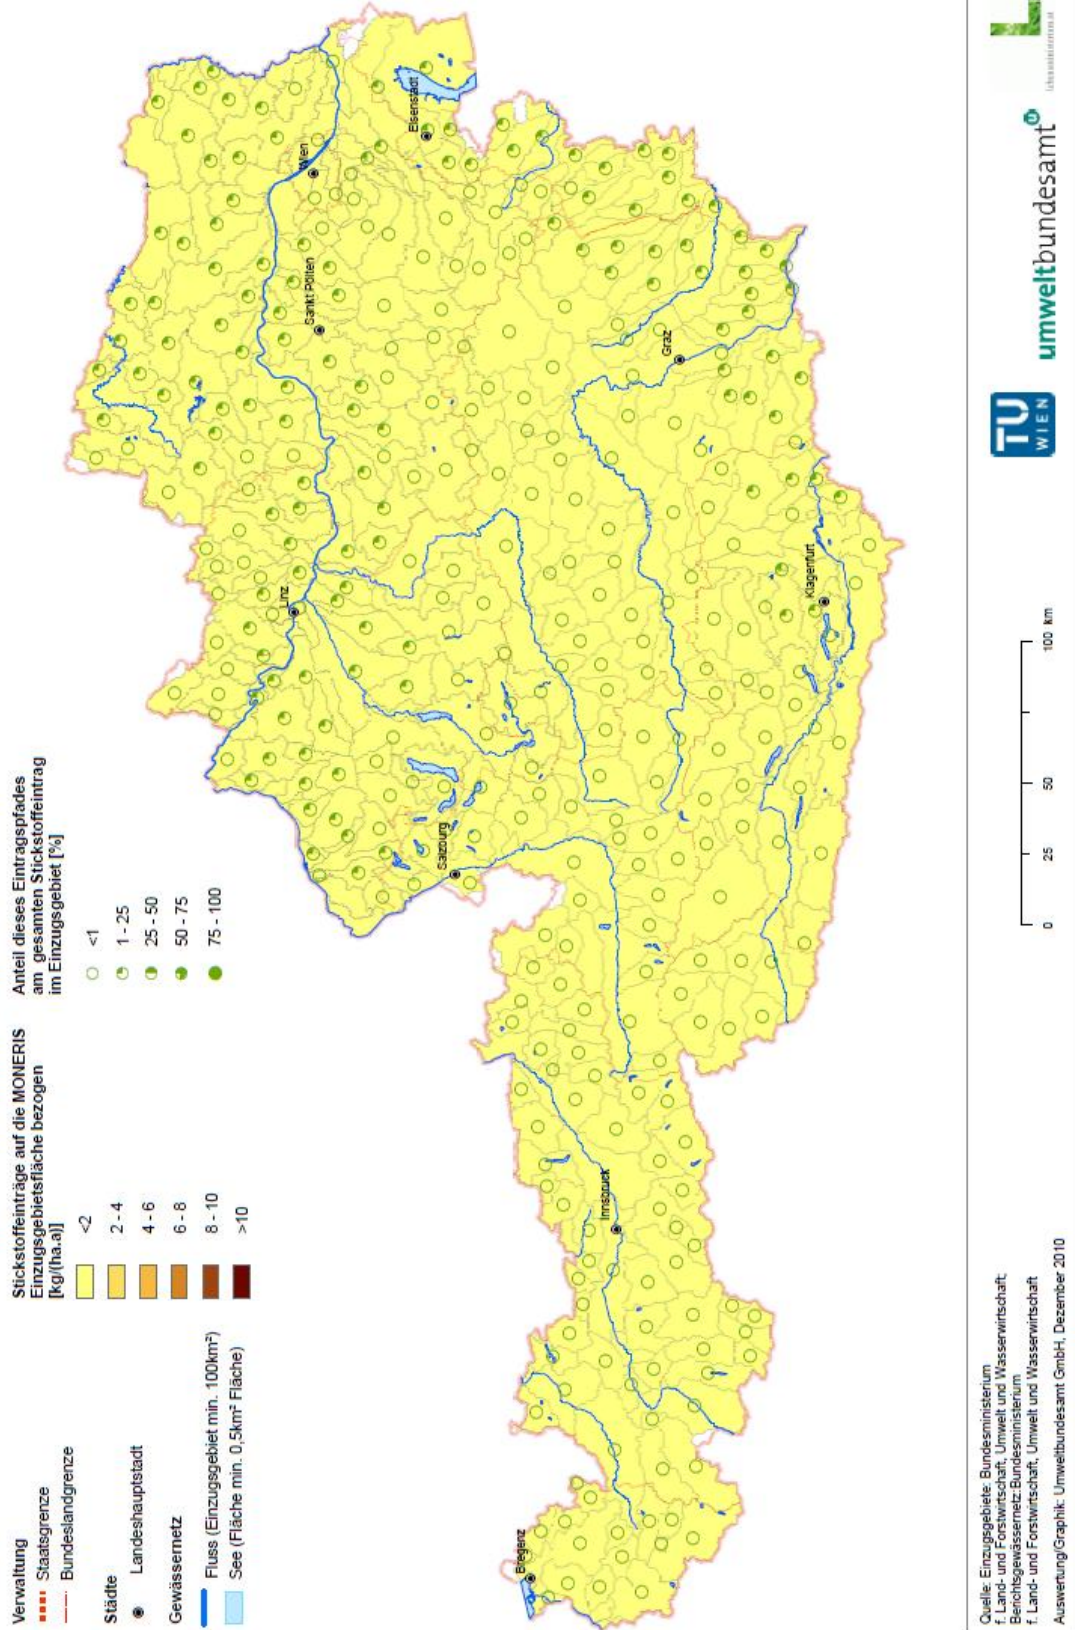 Verwaltung
Staatsgrenze
Bundeslandgrenze
Städte
Landeshauptstadt
Gewässernetz
Fluss (Einzugsgebiet min. 100km²)
See (Fläche min. 0,5km² Fläche)
Stickstoffeinträge auf die MONERIS
Einzugsgebietsfläche bezogen
[kg/(ha.a)]
<2
2 - 4
4 - 6
6 - 8
8 - 10
>10
Anteil dieses Eintragspfades
am gesamten Stickstoffeintrag
im Einzugsgebiet [%]
<1
1 - 25
25 - 50
50 - 75
75 - 100
Bregenz
Innsbruck
Salzburg
Linz
Sankt Pölten
Wien
Eisenstadt
Graz
Klagenfurt
0 25 50 100 km
Quelle: Einzugsgebiete: Bundesministerium
f. Land- und Forstwirtschaft, Umwelt und Wasserwirtschaft;
Berichtsgewässernetz:Bundesministerium
f. Land- und Forstwirtschaft, Umwelt und Wasserwirtschaft
Auswertung/Graphik: Umweltbundesamt GmbH, Dezember 2010
TU
WIEN
umweltbundesamt
lebensministerium.at